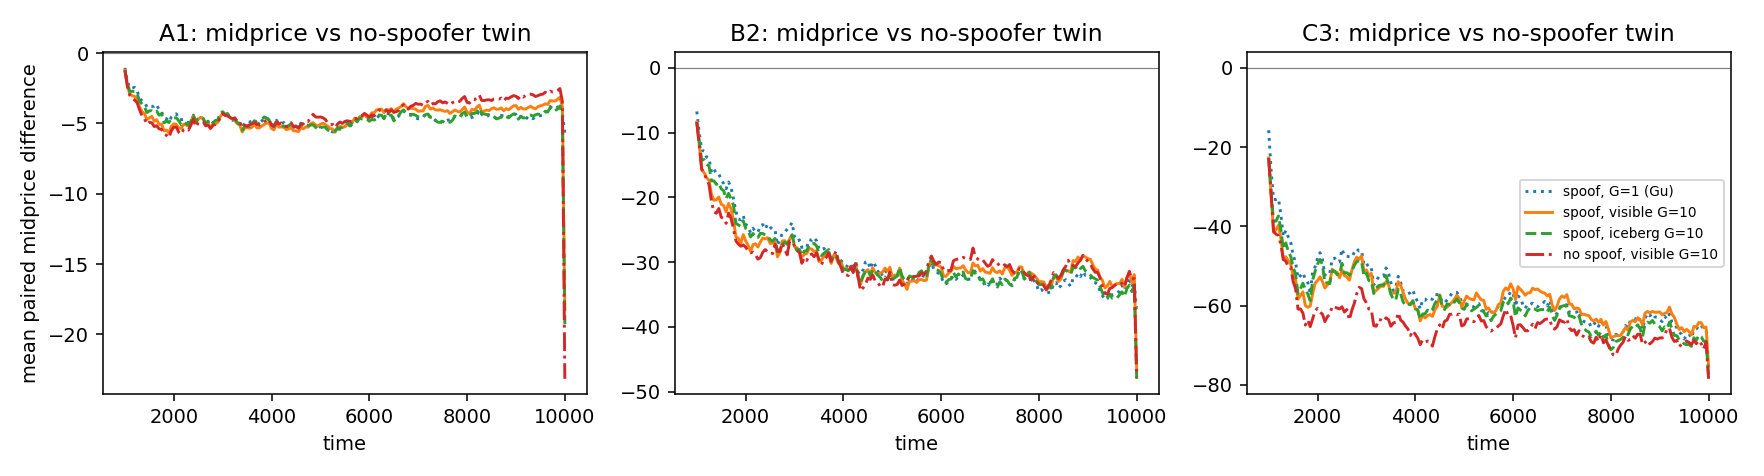 A1: midprice vs no-spoofer twin
mean paired midprice difference
0
−5
−10
−15
−20
2000
4000
6000
8000
10000
time
B2: midprice vs no-spoofer twin
0
−10
−20
−30
−40
−50
2000
4000
6000
8000
10000
time
C3: midprice vs no-spoofer twin
0
−20
−40
−60
−80
spoof, G=1 (Gu)
spoof, visible G=10
spoof, iceberg G=10
no spoof, visible G=10
2000
4000
6000
8000
10000
time